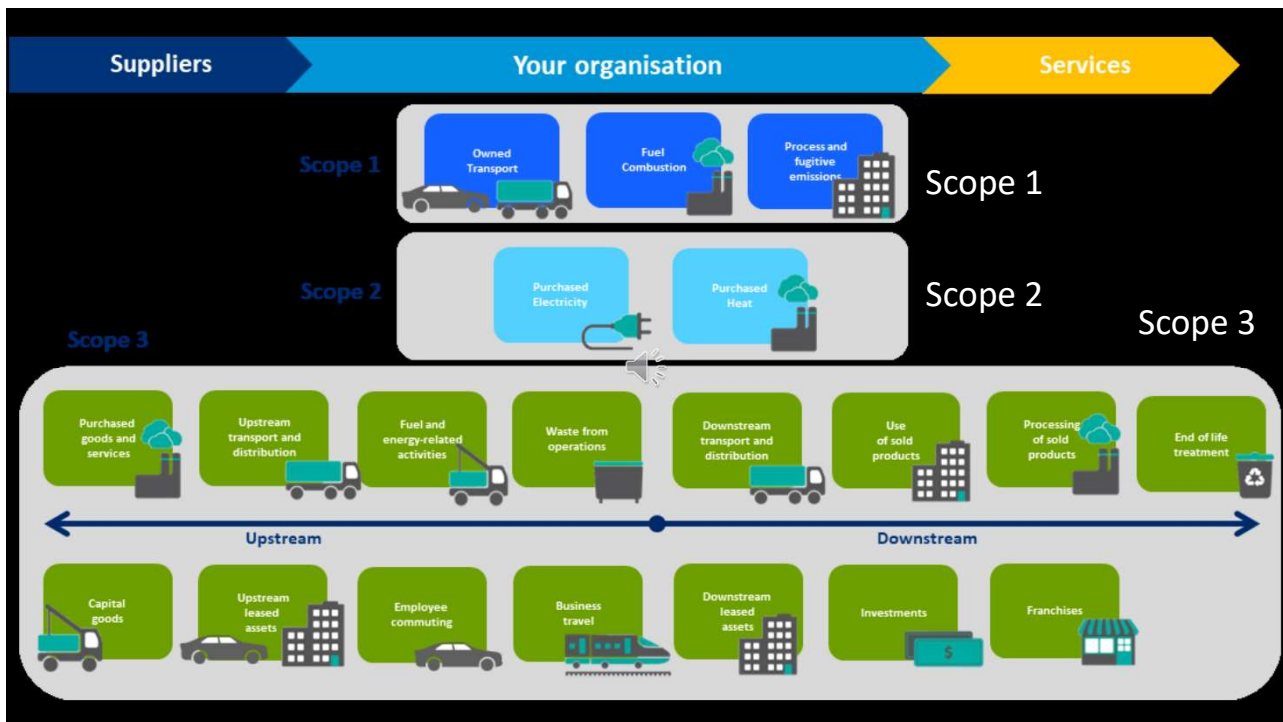 Suppliers
Your organisation
Services
Scope 1
Owned
Transport
Fuel
Combustion
Process and
fugitive
emissions
Scope 1
Scope 2
Purchased
Electricity
Purchased
Heat
Scope 2
Scope 3
Scope 3
Purchased
goods and
services
Upstream
transport and
distribution
Fuel and
energy-related
activities
Waste from
operations
Downstream
transport and
distribution
Use
of sold
products
Processing
of sold
products
End of life
treatment
Upstream
Downstream
Capital
goods
Upstream
leased
assets
Employee
commuting
Business
travel
Downstream
leased
assets
Investments
$
Franchises